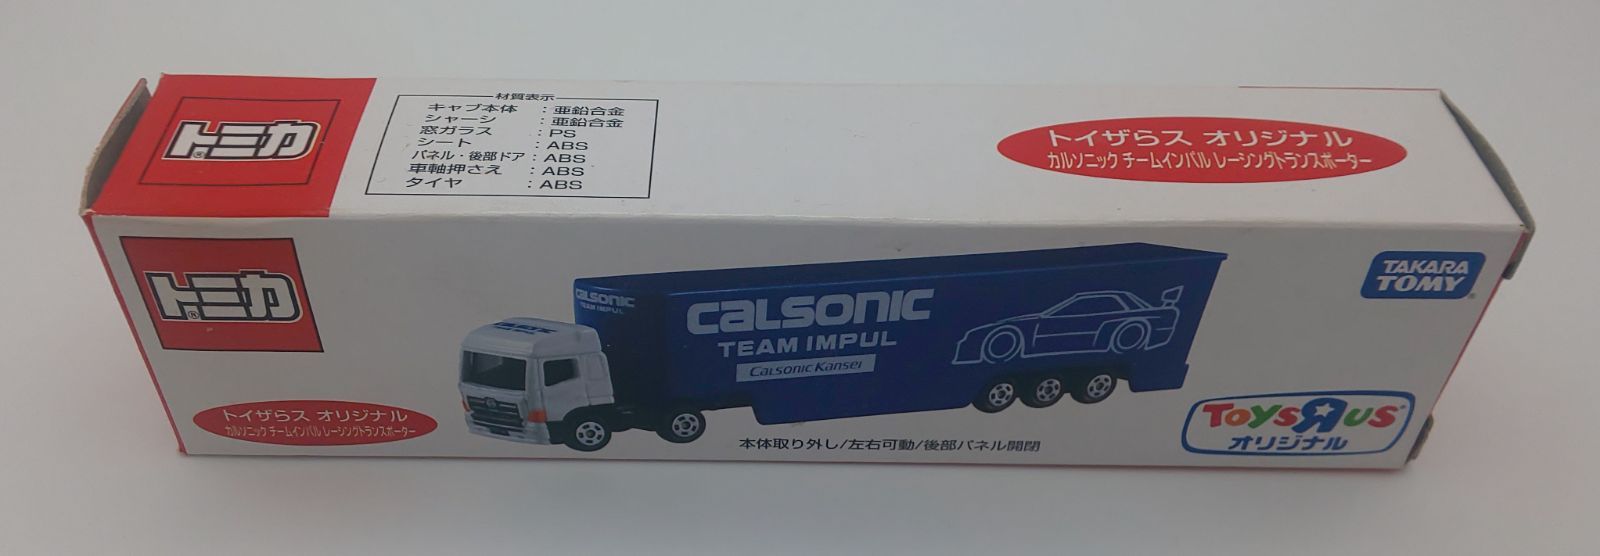 トミカ
材質表示
キャブ本体 : 亜鉛合金
シャーシ : 亜鉛合金
窓ガラス : PS
シート : ABS
パネル・後部ドア : ABS
車軸押さえ : ABS
タイヤ : ABS
トイザらス オリジナル
カルソニック チームインパル レーシングトランスポーター
トミカ
CALSONIC
TEAM IMPUL
CALSONIC
TEAM IMPUL
Calsonic Kansei
TAKARA
TOMY
トイザらス オリジナル
カルソニック チームインパル レーシングトランスポーター
本体取り外し/左右可動/後部パネル開閉
TOYSRUS
オリジナル